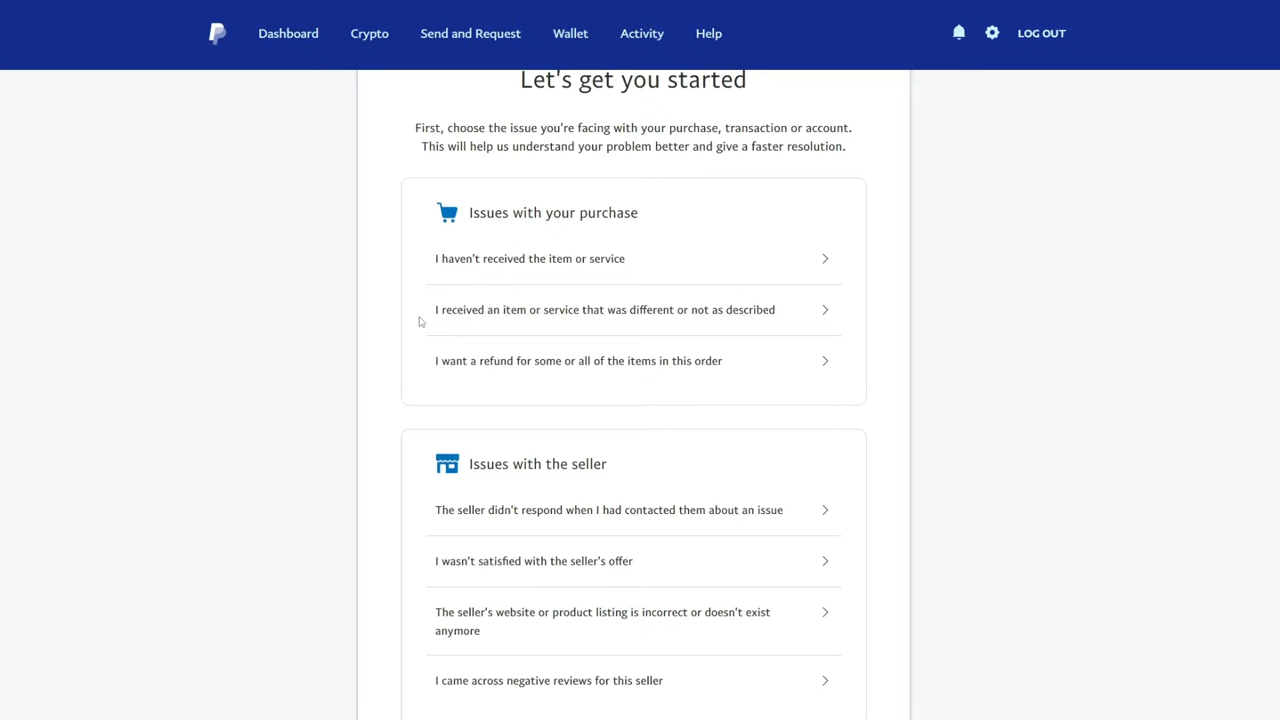 Dashboard
Crypto
Send and Request
Wallet
Activity
Help
LOG OUT
Let's get you started
First, choose the issue you're facing with your purchase, transaction or account.
This will help us understand your problem better and give a faster resolution.
Issues with your purchase
I haven't received the item or service
I received an item or service that was different or not as described
I want a refund for some or all of the items in this order
Issues with the seller
The seller didn't respond when I had contacted them about an issue
I wasn't satisfied with the seller's offer
The seller's website or product listing is incorrect or doesn't exist
anymore
I came across negative reviews for this seller